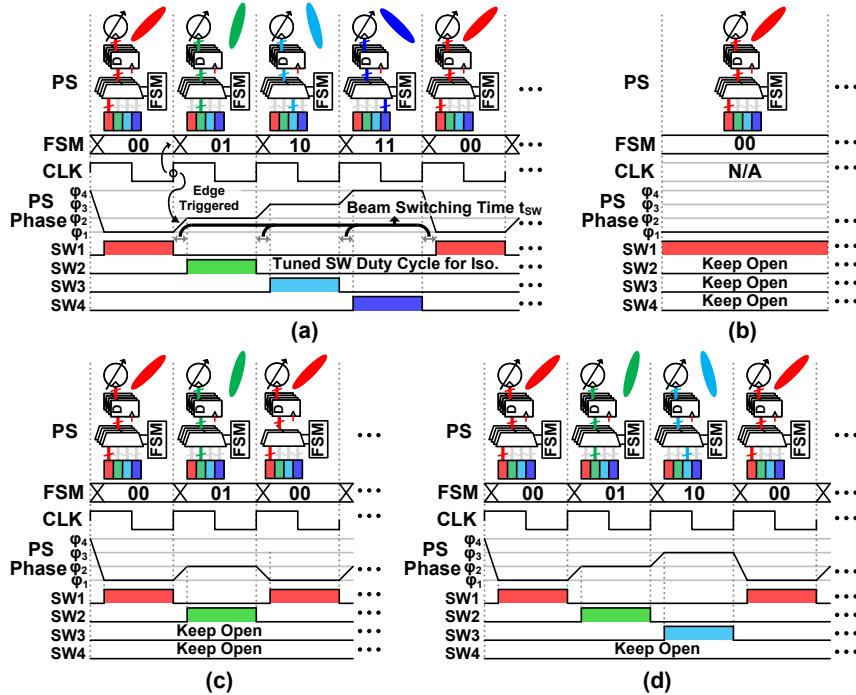 D D D D D
PS FSM FSM FSM FSM FSM •••
FSM 00 01 10 11 00 •••
CLK •••
PS
Phase
φ4
φ3
φ2
φ1
Edge
Triggered
Beam Switching Time tSW
•••
SW1 •••
SW2 Tuned SW Duty Cycle for Iso. •••
SW3 •••
SW4 •••
(a)
D
PS FSM •••
FSM 00 •••
CLK N/A •••
PS
Phase
φ4
φ3
φ2
φ1
•••
SW1 •••
SW2 Keep Open •••
SW3 Keep Open •••
SW4 Keep Open •••
(b)
D D D
PS FSM FSM FSM •••
FSM 00 01 00 •••
CLK •••
PS
Phase
φ4
φ3
φ2
φ1
•••
SW1 •••
SW2 •••
SW3 Keep Open •••
SW4 Keep Open •••
(c)
D D D D
PS FSM FSM FSM FSM •••
FSM 00 01 10 00 •••
CLK •••
PS
Phase
φ4
φ3
φ2
φ1
•••
SW1 •••
SW2 •••
SW3 •••
SW4 Keep Open •••
(d)